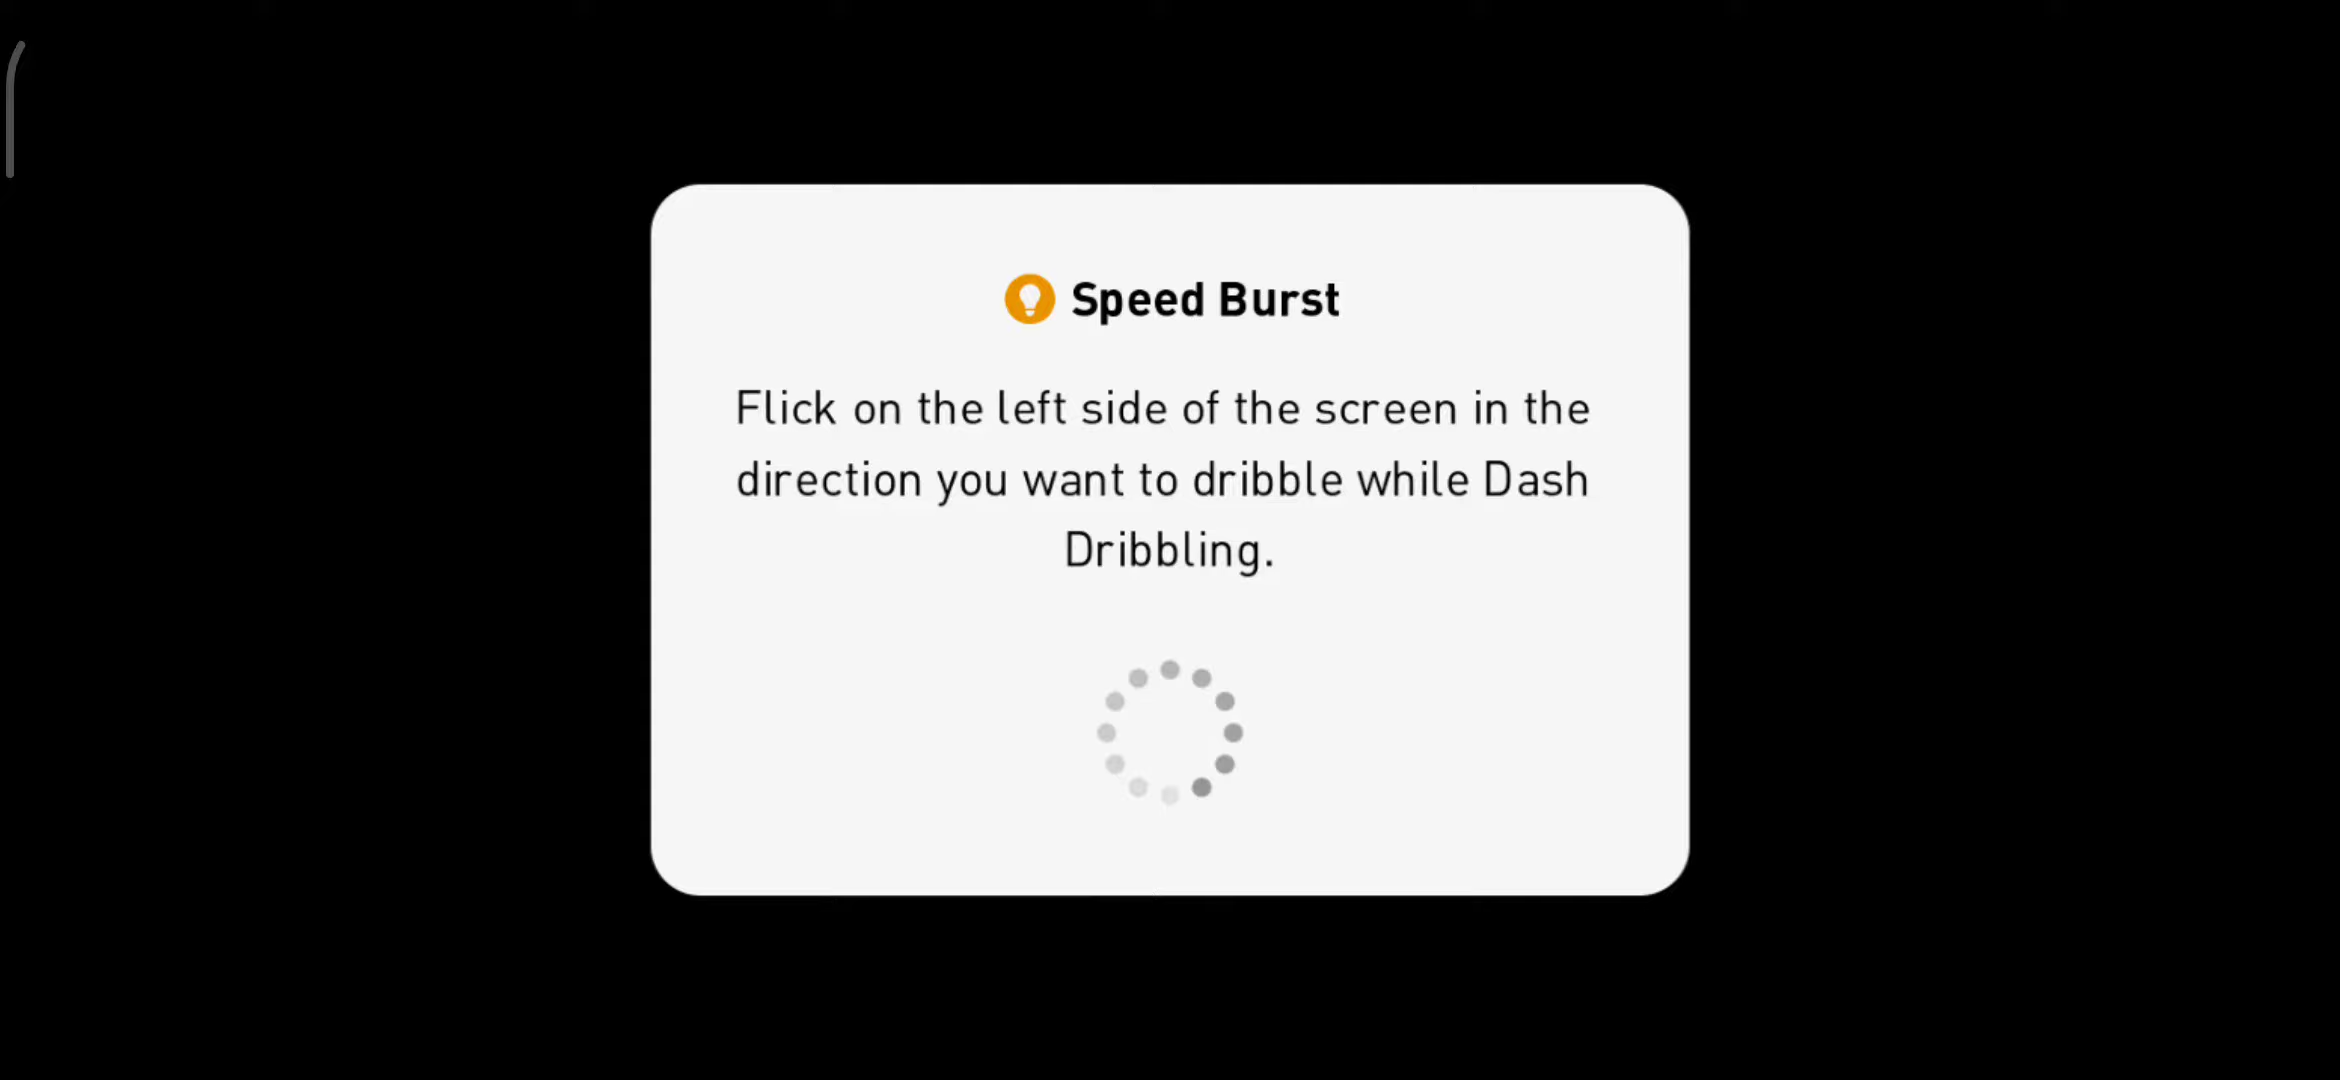 Speed Burst
Flick on the left side of the screen in the
direction you want to dribble while Dash
Dribbling.